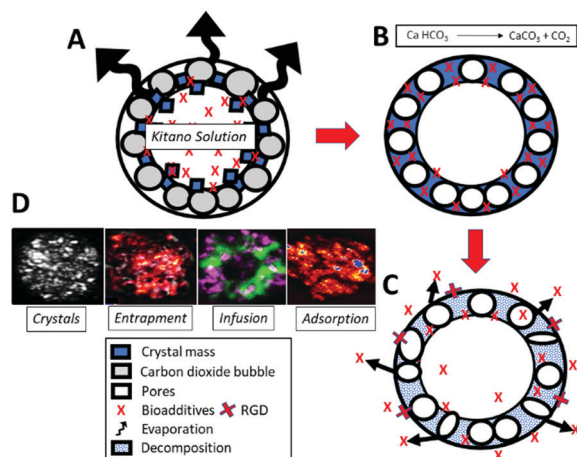 A
B
Ca HCO₃ → CaCO₃ + CO₂
Kitano Solution
D
C
Crystals
Entrapment
Infusion
Adsorption
Crystal mass
Carbon dioxide bubble
Pores
X Bioadditives X RGD
Evaporation
Decomposition